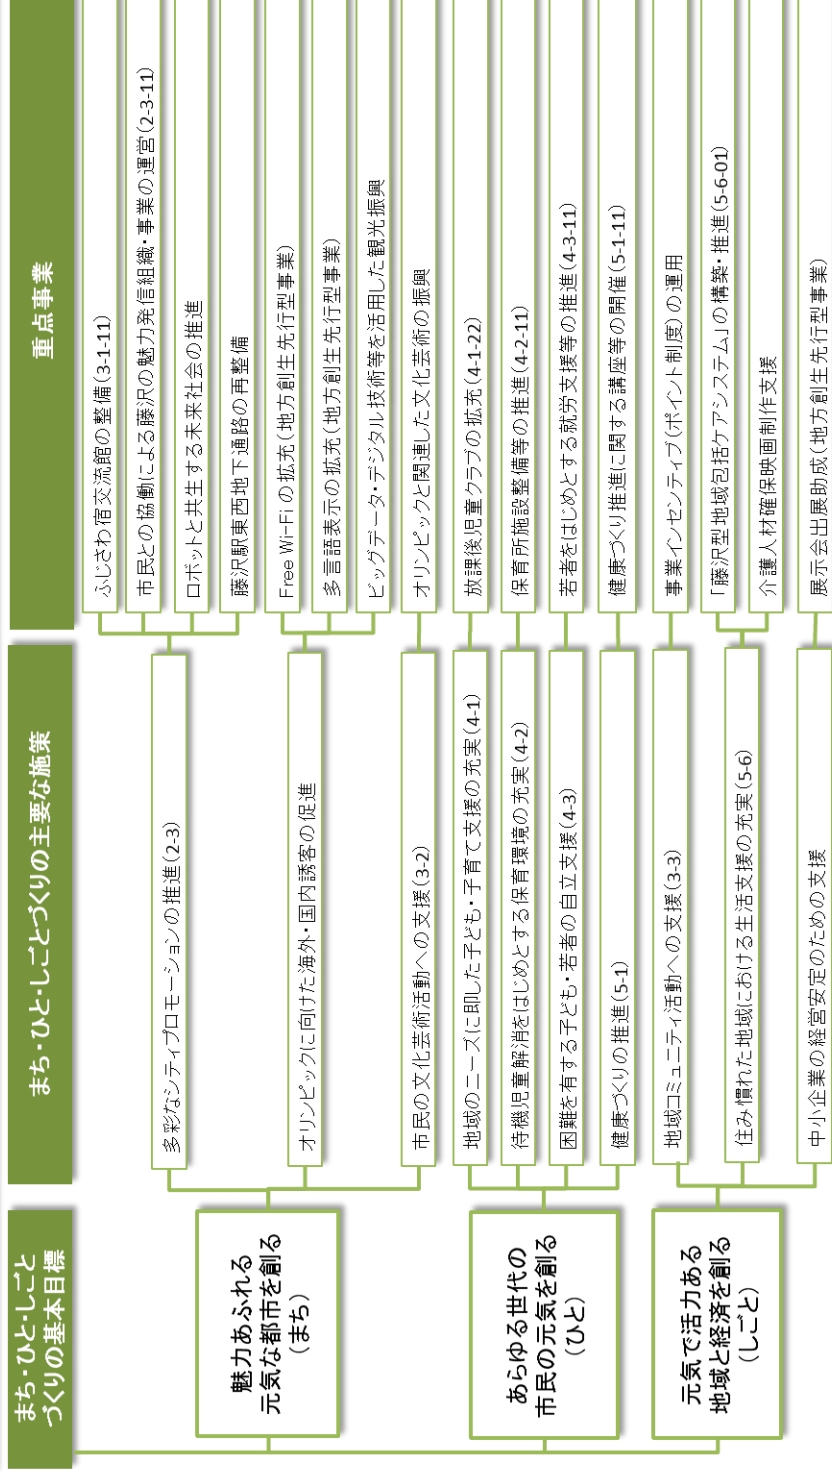 まち・ひと・しごと
づくりの基本目標
まち・ひと・しごとづくりの主要な施策
重点事業
魅力あふれる
元気な都市を創る
（まち）
多彩なシティプロモーションの推進（2-3）
ふじさわ宿交流館の整備（3-1-11）
市民との協働による藤沢の魅力発信組織・事業の運営（2-3-11）
ロボットと共生する未来社会の推進
藤沢駅東西地下通路の再整備
オリンピックに向けた海外・国内誘客の促進
Free Wi-Fi の拡充（地方創生先行型事業）
多言語表示の拡充（地方創生先行型事業）
ビッグデータ・デジタル技術等を活用した観光振興
市民の文化芸術活動への支援（3-2）
オリンピックと関連した文化芸術の振興
あらゆる世代の
市民の元気を創る
（ひと）
地域のニーズに即した子ども・子育て支援の充実（4-1）
放課後児童クラブの拡充（4-1-22）
待機児童解消をはじめとする保育環境の充実（4-2）
保育所施設整備等の推進（4-2-11）
困難を有する子ども・若者の自立支援（4-3）
若者をはじめとする就労支援等の推進（4-3-11）
健康づくりの推進（5-1）
健康づくり推進に関する講座等の開催（5-1-11）
元気で活力ある
地域と経済を創る
（しごと）
地域コミュニティ活動への支援（3-3）
事業インセンティブ（ポイント制度）の運用
住み慣れた地域における生活支援の充実（5-6）
「藤沢型地域包括ケアシステム」の構築・推進（5-6-01）
介護人材確保映画制作支援
中小企業の経営安定のための支援
展示会出展助成（地方創生先行型事業）